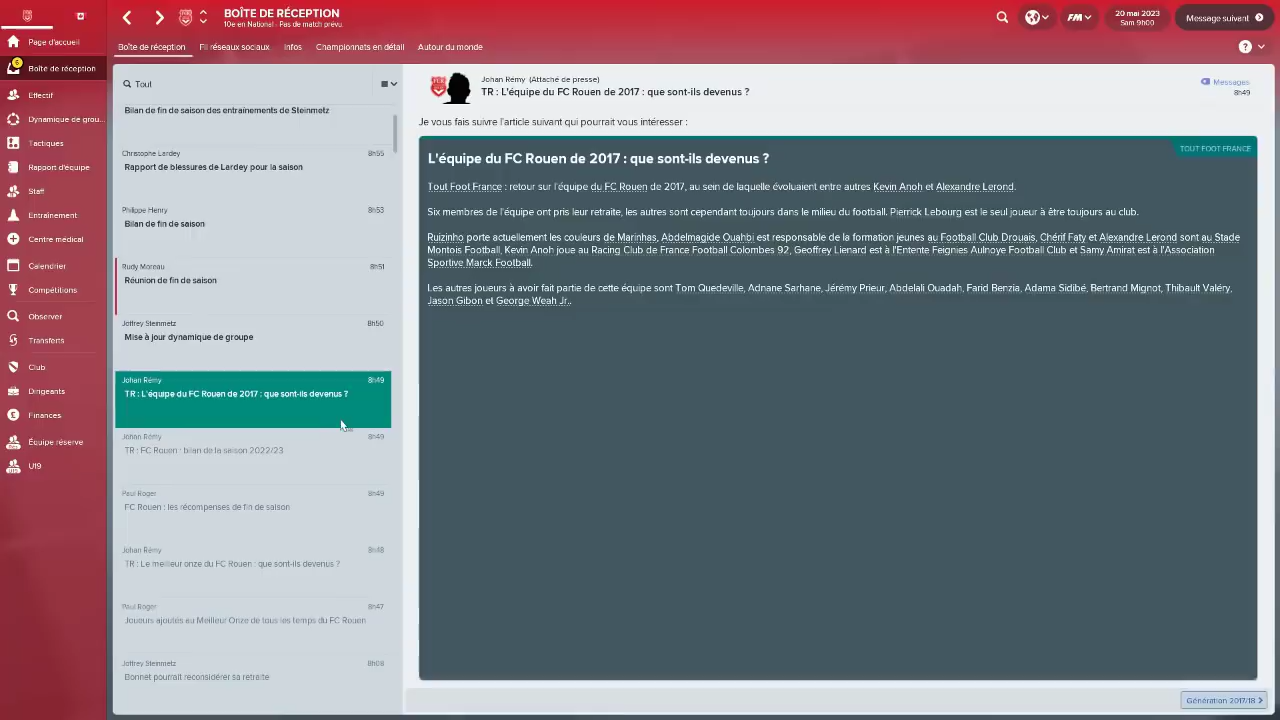 BOÎTE DE RÉCEPTION
10e en National - Pas de match prévu.
FM
20 mai 2023
Sam 9h00
Message suivant
Page d'accueil
6
Boîte de réception
Effectif
Dynamique de grou...
Tactiques
Rapport d'équipe
Staff
Entraînement
Centre médical
Calendrier
Compétitions
Observer
Transferts
Club
Dirigeants
Finances
Équipe réserve
U19
Boîte de réception
Fil réseaux sociaux
Infos
Championnats en détail
Autour du monde
?
Tout
Bilan de fin de saison des entraînements de Steinmetz
Christophe Lardey 8h55
Rapport de blessures de Lardey pour la saison
Philippe Henry 8h53
Bilan de fin de saison
Rudy Moreau 8h51
Réunion de fin de saison
Joffrey Steinmetz 8h50
Mise à jour dynamique de groupe
Johan Rémy 8h49
TR : L'équipe du FC Rouen de 2017 : que sont-ils devenus ?
Johan Rémy 8h49
TR : FC Rouen : bilan de la saison 2022/23
Paul Roger 8h49
FC Rouen : les récompenses de fin de saison
Johan Rémy 8h48
TR : Le meilleur onze du FC Rouen : que sont-ils devenus ?
Paul Roger 8h47
Joueurs ajoutés au Meilleur Onze de tous les temps du FC Rouen
Joffrey Steinmetz 8h08
Bonnet pourrait reconsidérer sa retraite
Johan Rémy (Attaché de presse)
TR : L'équipe du FC Rouen de 2017 : que sont-ils devenus ?
Messages
8h49
Je vous fais suivre l'article suivant qui pourrait vous intéresser :
TOUT FOOT FRANCE
L'équipe du FC Rouen de 2017 : que sont-ils devenus ?
Tout Foot France : retour sur l'équipe du FC Rouen de 2017, au sein de laquelle évoluaient entre autres Kevin Anoh et Alexandre Lerond.
Six membres de l'équipe ont pris leur retraite, les autres sont cependant toujours dans le milieu du football. Pierrick Lebourg est le seul joueur à être toujours au club.
Ruizinho porte actuellement les couleurs de Marinhas, Abdelmagide Ouahbi est responsable de la formation jeunes au Football Club Drouais, Chérif Faty et Alexandre Lerond sont au Stade
Montois Football, Kevin Anoh joue au Racing Club de France Football Colombes 92, Geoffrey Lienard est à l'Entente Feignies Aulnoye Football Club et Samy Amirat est à l'Association
Sportive Marck Football.
Les autres joueurs à avoir fait partie de cette équipe sont Tom Quedeville, Adnane Sarhane, Jérémy Prieur, Abdelali Ouadah, Farid Benzia, Adama Sidibé, Bertrand Mignot, Thibault Valéry,
Jason Gibon et George Weah Jr..
Génération 2017/18